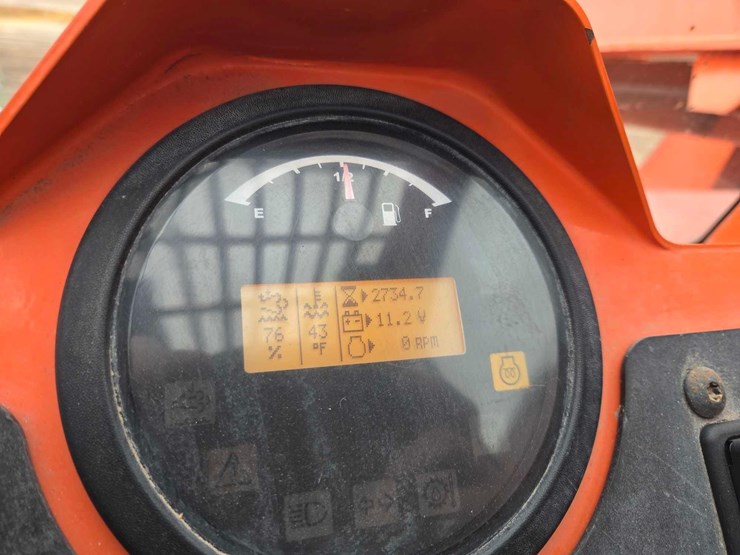 1/2
E F
2734.7
76 43 11.2 V
% °F 0 RPM